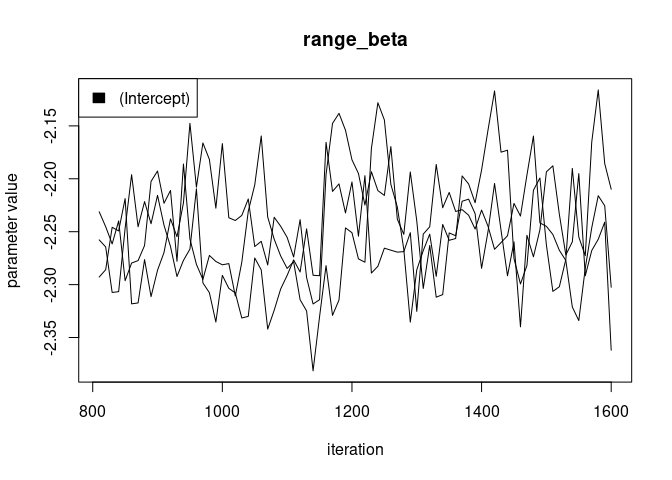 range_beta
(Intercept)
parameter value
-2.15
-2.20
-2.25
-2.30
-2.35
800 1000 1200 1400 1600
iteration